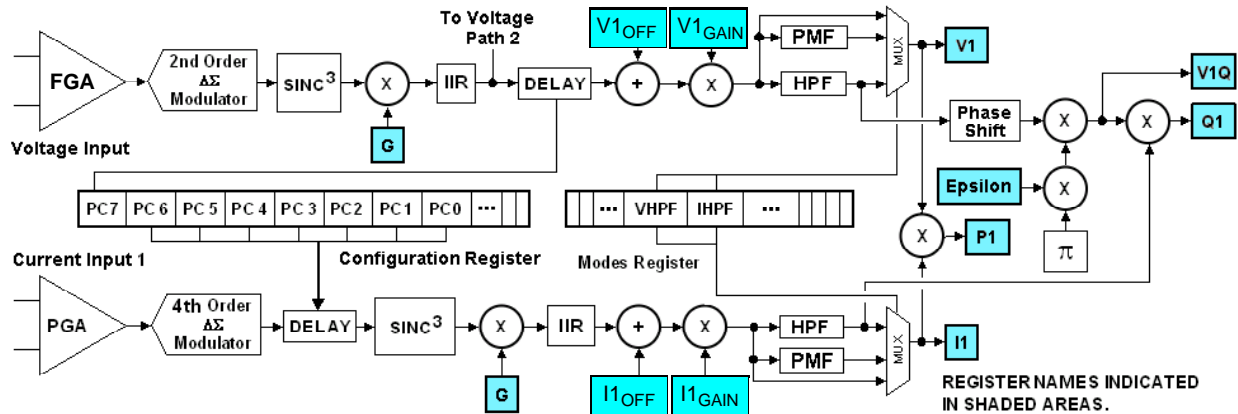 To Voltage
Path 2
V1OFF
V1GAIN
FGA
2nd Order
ΔΣ
Modulator
SINC3
X
IIR
DELAY
+
X
PMF
HPF
MUX
V1
V1Q
G
Phase
Shift
X
X
Q1
Voltage Input
Epsilon
X
PC7
PC 6
PC 5
PC 4
PC 3
PC2
PC1
PC0
...
...
VHPF
IHPF
...
X
P1
π
Current Input 1
Configuration Register
Modes Register
PGA
4th Order
ΔΣ
Modulator
DELAY
SINC3
X
IIR
+
X
HPF
PMF
MUX
I1
G
I1OFF
I1GAIN
REGISTER NAMES INDICATED
IN SHADED AREAS.